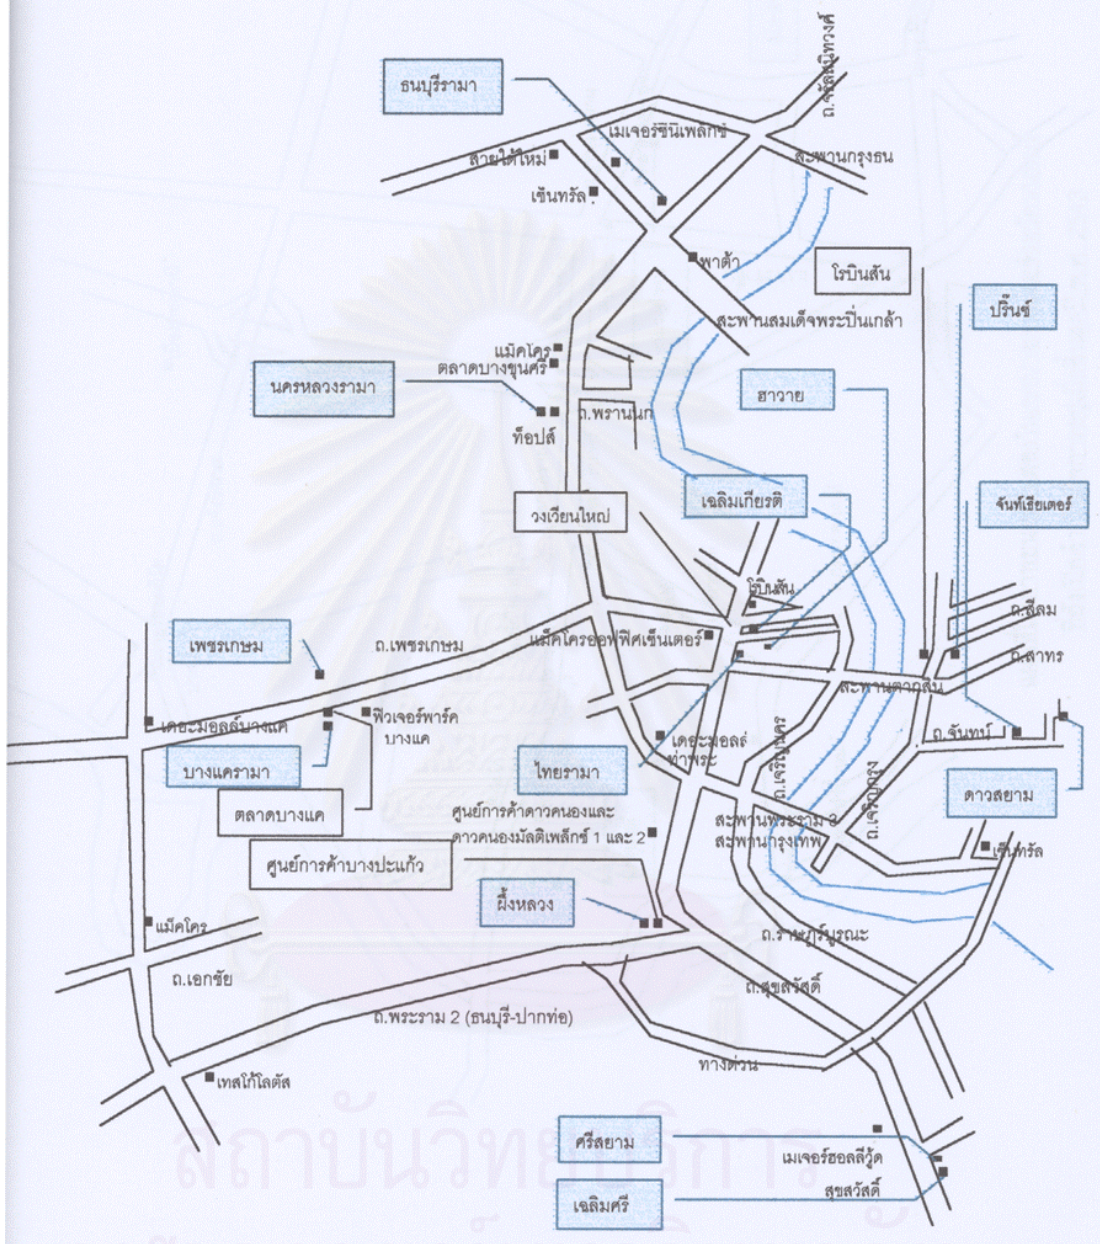 ถ.จรัลสนิทวงศ์
ธนบุรีรามา
เมเจอร์ซีนีเพล็กซ์
สายใต้ใหม่
สะพานกรุงธน
เซ็นทรัล
พาต้า
โรบินสัน
ปริ๊นซ์
สะพานสมเด็จพระปิ่นเกล้า
แม็คโคร
ตลาดบางขุนศรี
นครหลวงรามา
ฮาวาย
ถ.พรานนก
ท็อปส์
เฉลิมเกียรติ
จันท์เธียเตอร์
วงเวียนใหญ่
โรบินสัน
ถ.สีลม
เพชรเกษม
ถ.เพชรเกษม
แม็คโครออฟฟิศเซ็นเตอร์
ถ.สาทร
สะพานตากสิน
เดอะมอลล์บางแค
ฟิวเจอร์พาร์ค
บางแค
ถ.จันทน์
เดอะมอลล์
ท่าพระ
ถ.เจริญนคร
บางแครามา
ไทยรามา
ดาวสยาม
ถ.เจริญกรุง
ตลาดบางแค
ศูนย์การค้าดาวคนองและ
ดาวคนองมัลติเพล็กซ์ 1 และ 2
สะพานพระราม 3
สะพานกรุงเทพ
เซ็นทรัล
ศูนย์การค้าบางปะแก้ว
ผึ้งหลวง
แม็คโคร
ถ.ราษฎร์บูรณะ
ถ.เอกชัย
ถ.สุขสวัสดิ์
ถ.พระราม 2 (ธนบุรี-ปากท่อ)
ทางด่วน
เทสโก้โลตัส
สถาบันวิทยบริการ
ศรีสยาม
เมเจอร์ฮอลลีวู้ด
สุขสวัสดิ์
เฉลิมศรี